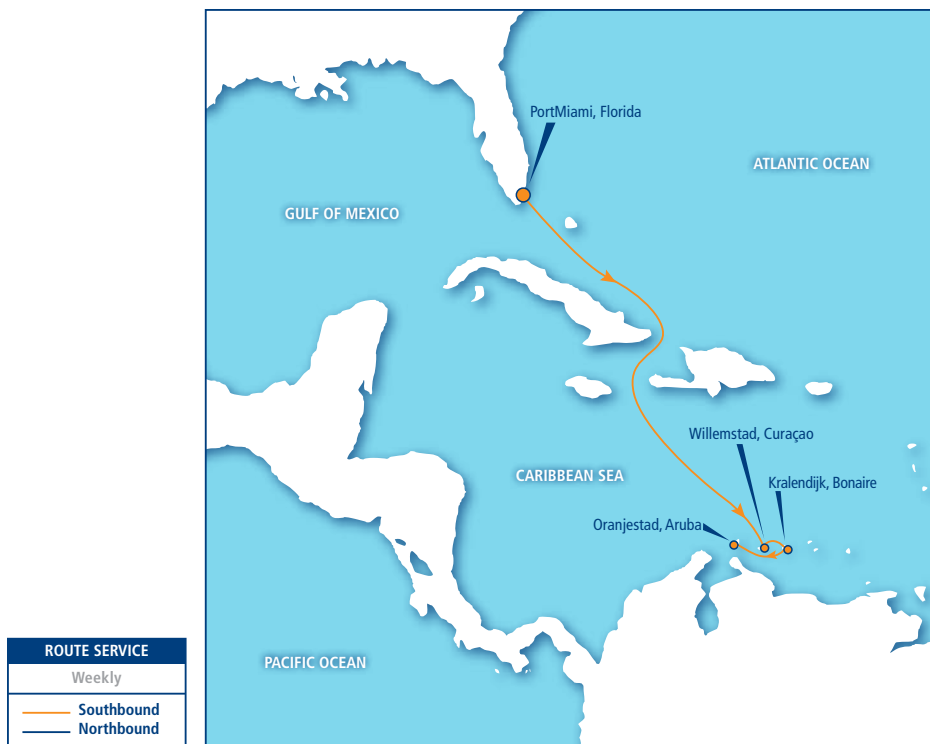 PortMiami, Florida
ATLANTIC OCEAN
GULF OF MEXICO
Willemstad, Curaçao
CARIBBEAN SEA
Kralendijk, Bonaire
Oranjestad, Aruba
PACIFIC OCEAN
ROUTE SERVICE
Weekly
Southbound
Northbound